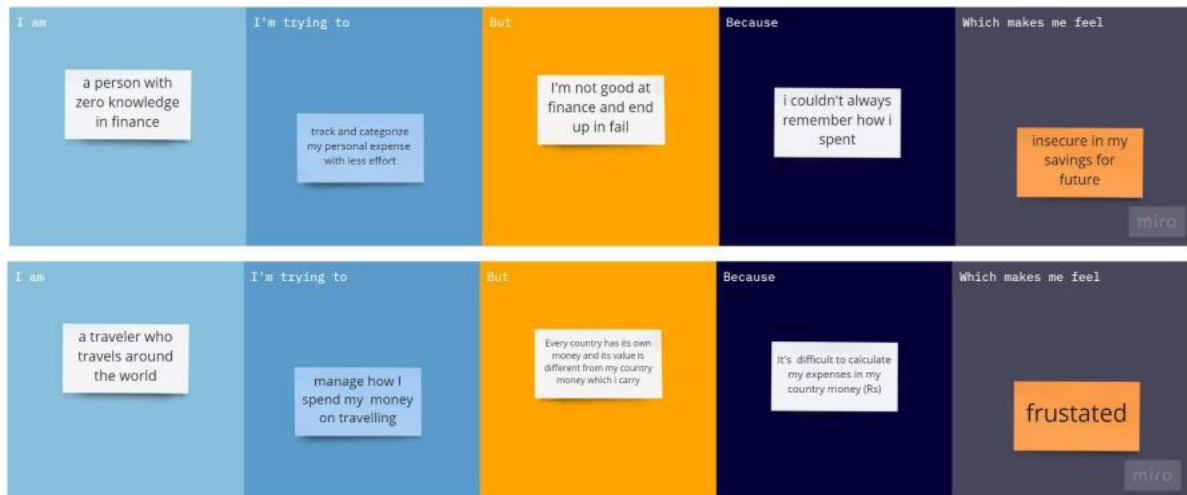 I am
I'm trying to
But
Because
Which makes me feel
a person with
zero knowledge
in finance
track and categorize
my personal expense
with less effort
I'm not good at
finance and end
up in fail
i couldn't always
remember how i
spent
insecure in my
savings for
future
miro
I am
I'm trying to
But
Because
Which makes me feel
a traveler who
travels around
the world
manage how I
spend my money
on travelling
Every country has its own
money and its value is
different from my country
money which i carry
It's difficult to calculate
my expenses in my
country money (Rs)
frustated
miro